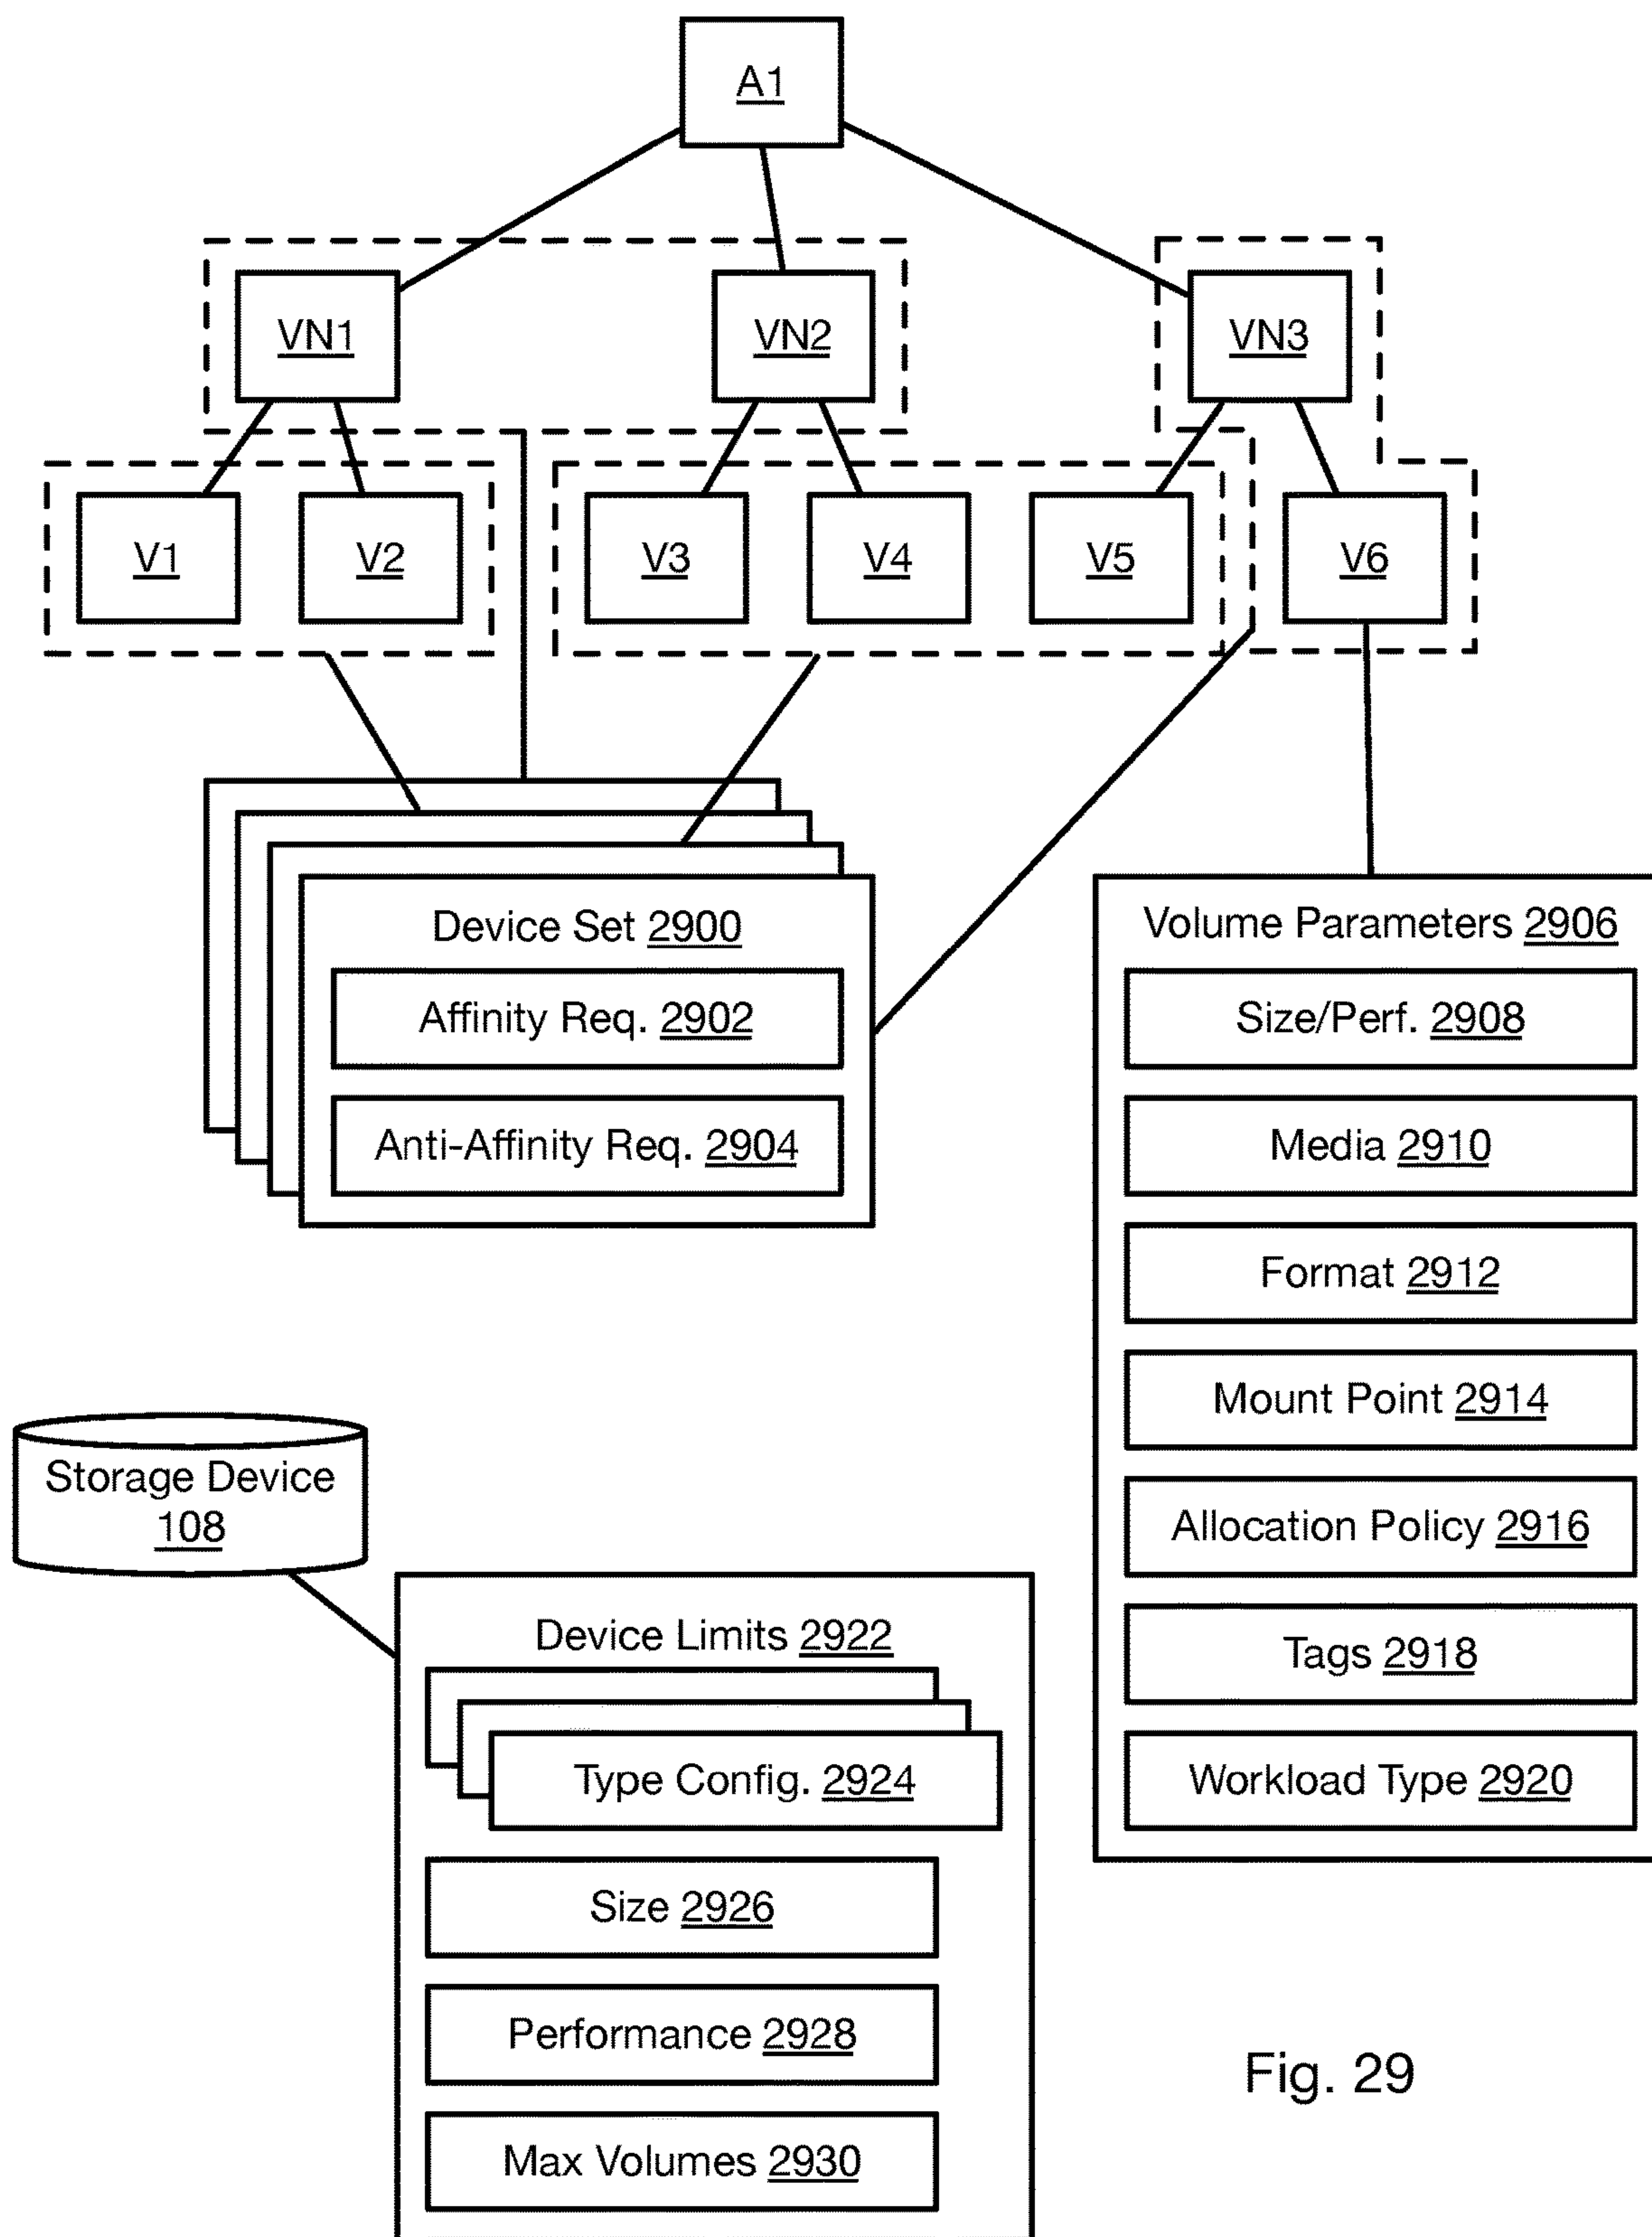 A1
VN1
VN2
VN3
V1
V2
V3
V4
V5
V6
Device Set 2900
Affinity Req. 2902
Anti-Affinity Req. 2904
Volume Parameters 2906
Size/Perf. 2908
Media 2910
Format 2912
Mount Point 2914
Allocation Policy 2916
Tags 2918
Workload Type 2920
Storage Device
108
Device Limits 2922
Type Config. 2924
Size 2926
Performance 2928
Max Volumes 2930
Fig. 29